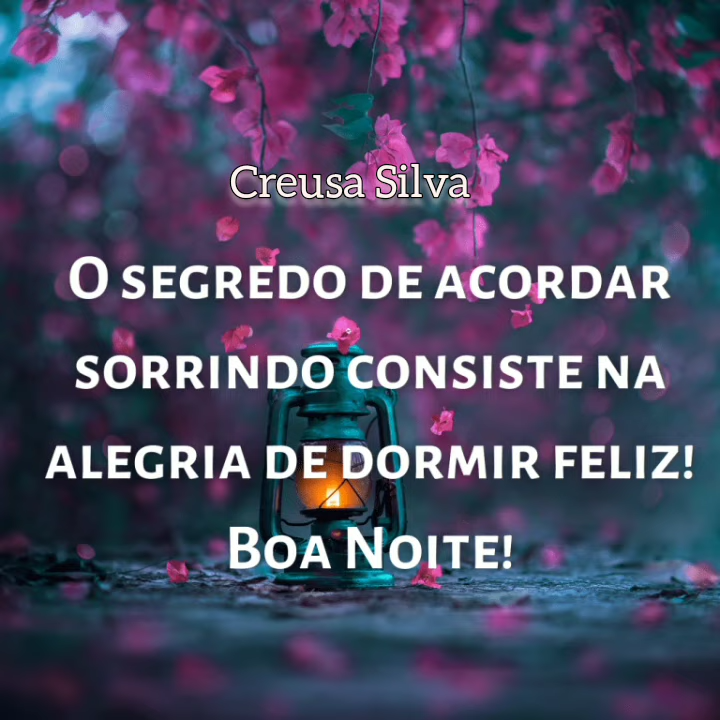 Creusa Silva
O segredo de acordar
sorrindo consiste na
alegria de dormir feliz!
Boa Noite!